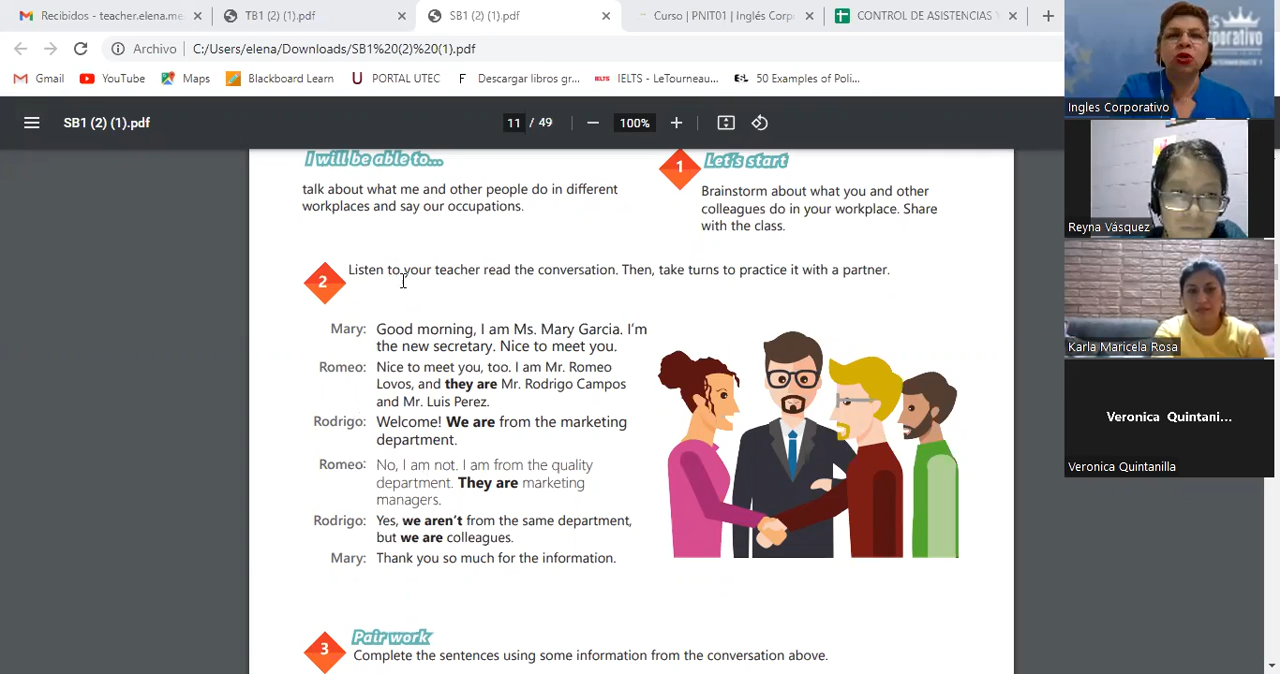 Recibidos - teacher.elena.me
TB1 (2) (1).pdf
SB1 (2) (1).pdf
Curso | PNIT01 | Inglés Corp
CONTROL DE ASISTENCIAS Y
Archivo
C:/Users/elena/Downloads/SB1%20(2)%20(1).pdf
Gmail
YouTube
Maps
Blackboard Learn
PORTAL UTEC
Descargar libros gr...
IELTS - LeTourneau...
50 Examples of Poli...
SB1 (2) (1).pdf
11 / 49
100%
I will be able to...
talk about what me and other people do in different
workplaces and say our occupations.
1
Let's start
Brainstorm about what you and other
colleagues do in your workplace. Share
with the class.
2
Listen to your teacher read the conversation. Then, take turns to practice it with a partner.
Mary: Good morning, I am Ms. Mary Garcia. I'm
the new secretary. Nice to meet you.
Romeo: Nice to meet you, too. I am Mr. Romeo
Lovos, and they are Mr. Rodrigo Campos
and Mr. Luis Perez.
Rodrigo: Welcome! We are from the marketing
department.
Romeo: No, I am not. I am from the quality
department. They are marketing
managers.
Rodrigo: Yes, we aren't from the same department,
but we are colleagues.
Mary: Thank you so much for the information.
3
Pair work
Complete the sentences using some information from the conversation above.
Ingles Corporativo
Reyna Vásquez
Karla Maricela Rosa
Veronica Quintani...
Veronica Quintanilla